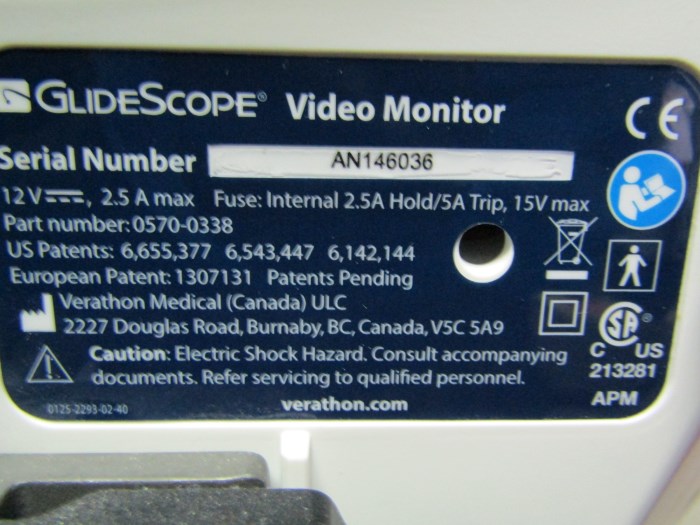 GLIDESCOPE® Video Monitor
CE
Serial Number AN146036
12 V⎓, 2.5 A max Fuse: Internal 2.5A Hold/5A Trip, 15V max
Part number: 0570-0338
US Patents: 6,655,377 6,543,447 6,142,144
European Patent: 1307131 Patents Pending
Verathon Medical (Canada) ULC
2227 Douglas Road, Burnaby, BC, Canada, V5C 5A9
Caution: Electric Shock Hazard. Consult accompanying
documents. Refer servicing to qualified personnel.
0125-2293-02-40
verathon.com
SA®
C US
213281
APM